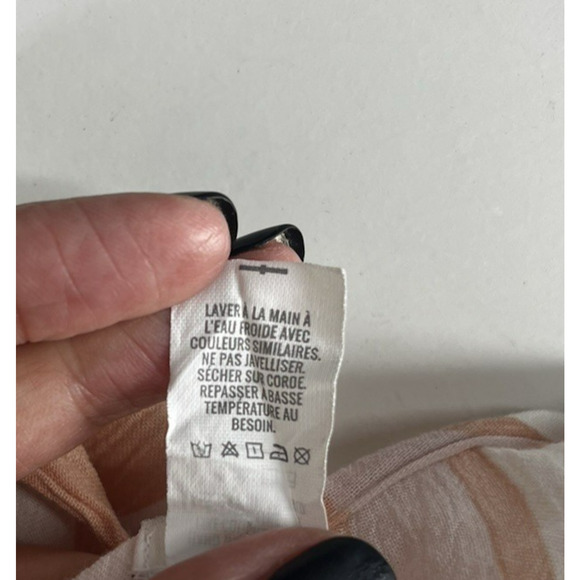 LAVER À LA MAIN À
L'EAU FROIDE AVEC
COULEURS SIMILAIRES.
NE PAS JAVELLISER.
SÉCHER SUR CORDE.
REPASSER À BASSE
TEMPÉRATURE AU
BESOIN.